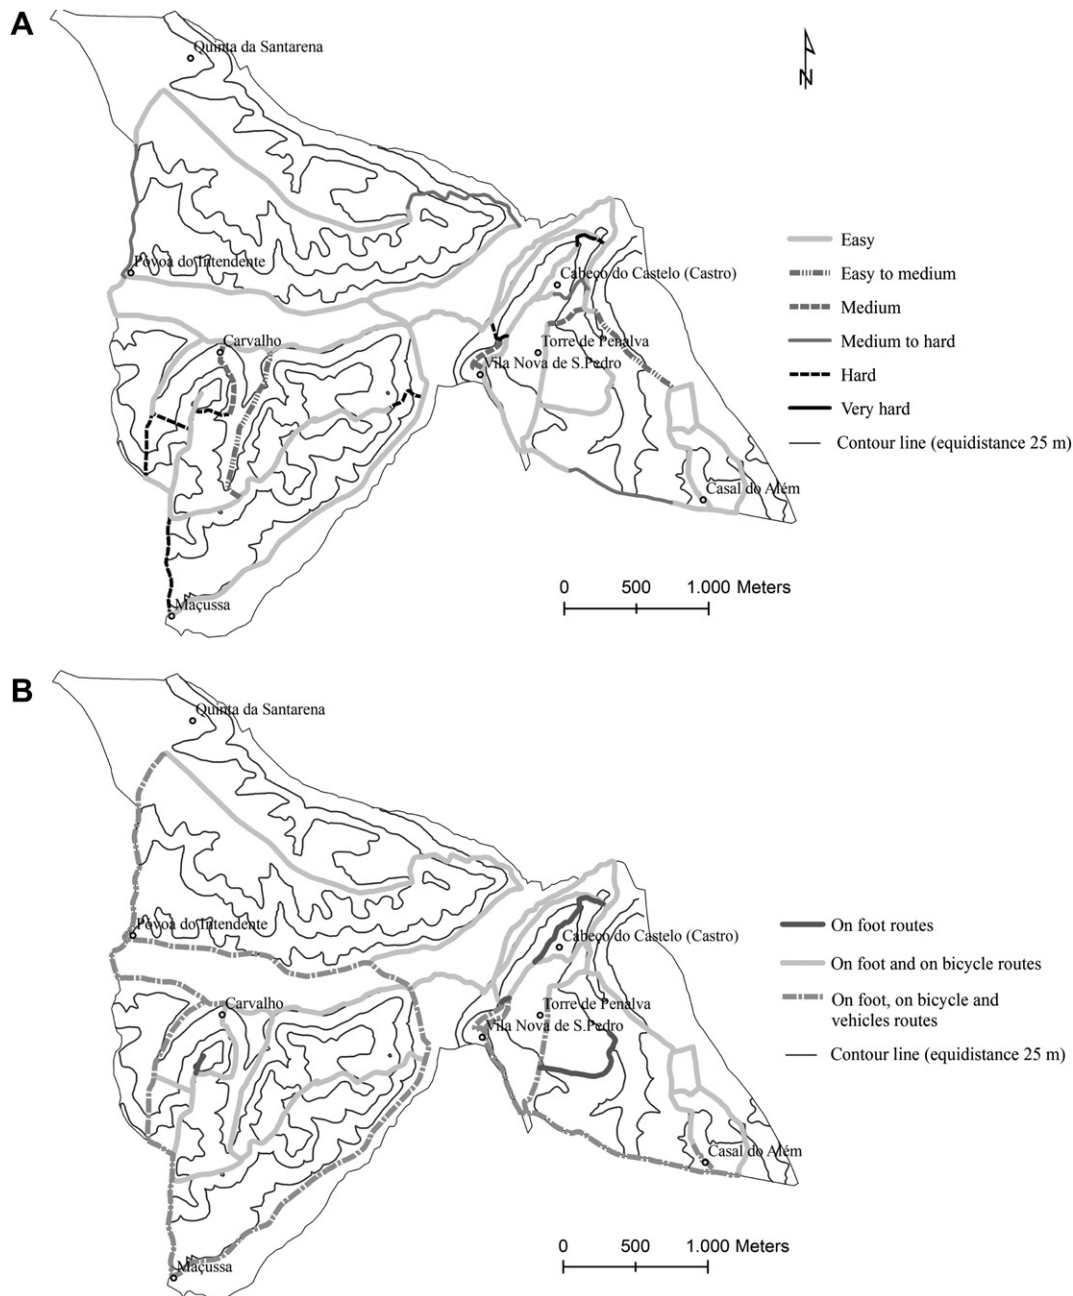 A
Quinta da Santarena
N
Póvoa do Intendente
Cabeço do Castelo (Castro)
Carvalho
Torre de Penalva
Vila Nova de S.Pedro
Casal do Além
Maçussa
Easy
Easy to medium
Medium
Medium to hard
Hard
Very hard
Contour line (equidistance 25 m)
0 500 1.000 Meters
B
Quinta da Santarena
Póvoa do Intendente
Cabeço do Castelo (Castro)
Carvalho
Torre de Penalva
Vila Nova de S.Pedro
Casal do Além
Maçussa
On foot routes
On foot and on bicycle routes
On foot, on bicycle and
vehicles routes
Contour line (equidistance 25 m)
0 500 1.000 Meters